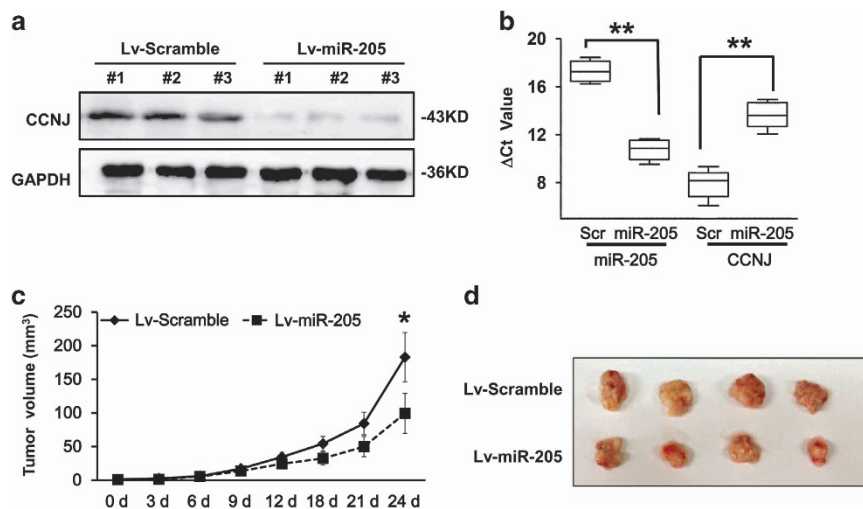 a
Lv-Scramble Lv-miR-205
#1 #2 #3 #1 #2 #3
CCNJ -43KD
GAPDH -36KD
b
** **
20
16
12
8
ΔCt Value
Scr miR-205 Scr miR-205
miR-205 CCNJ
c
Lv-Scramble Lv-miR-205
*
250
200
150
100
50
0
Tumor volume (mm³)
0 d 3 d 6 d 9 d 12 d 18 d 21 d 24 d
d
Lv-Scramble
Lv-miR-205